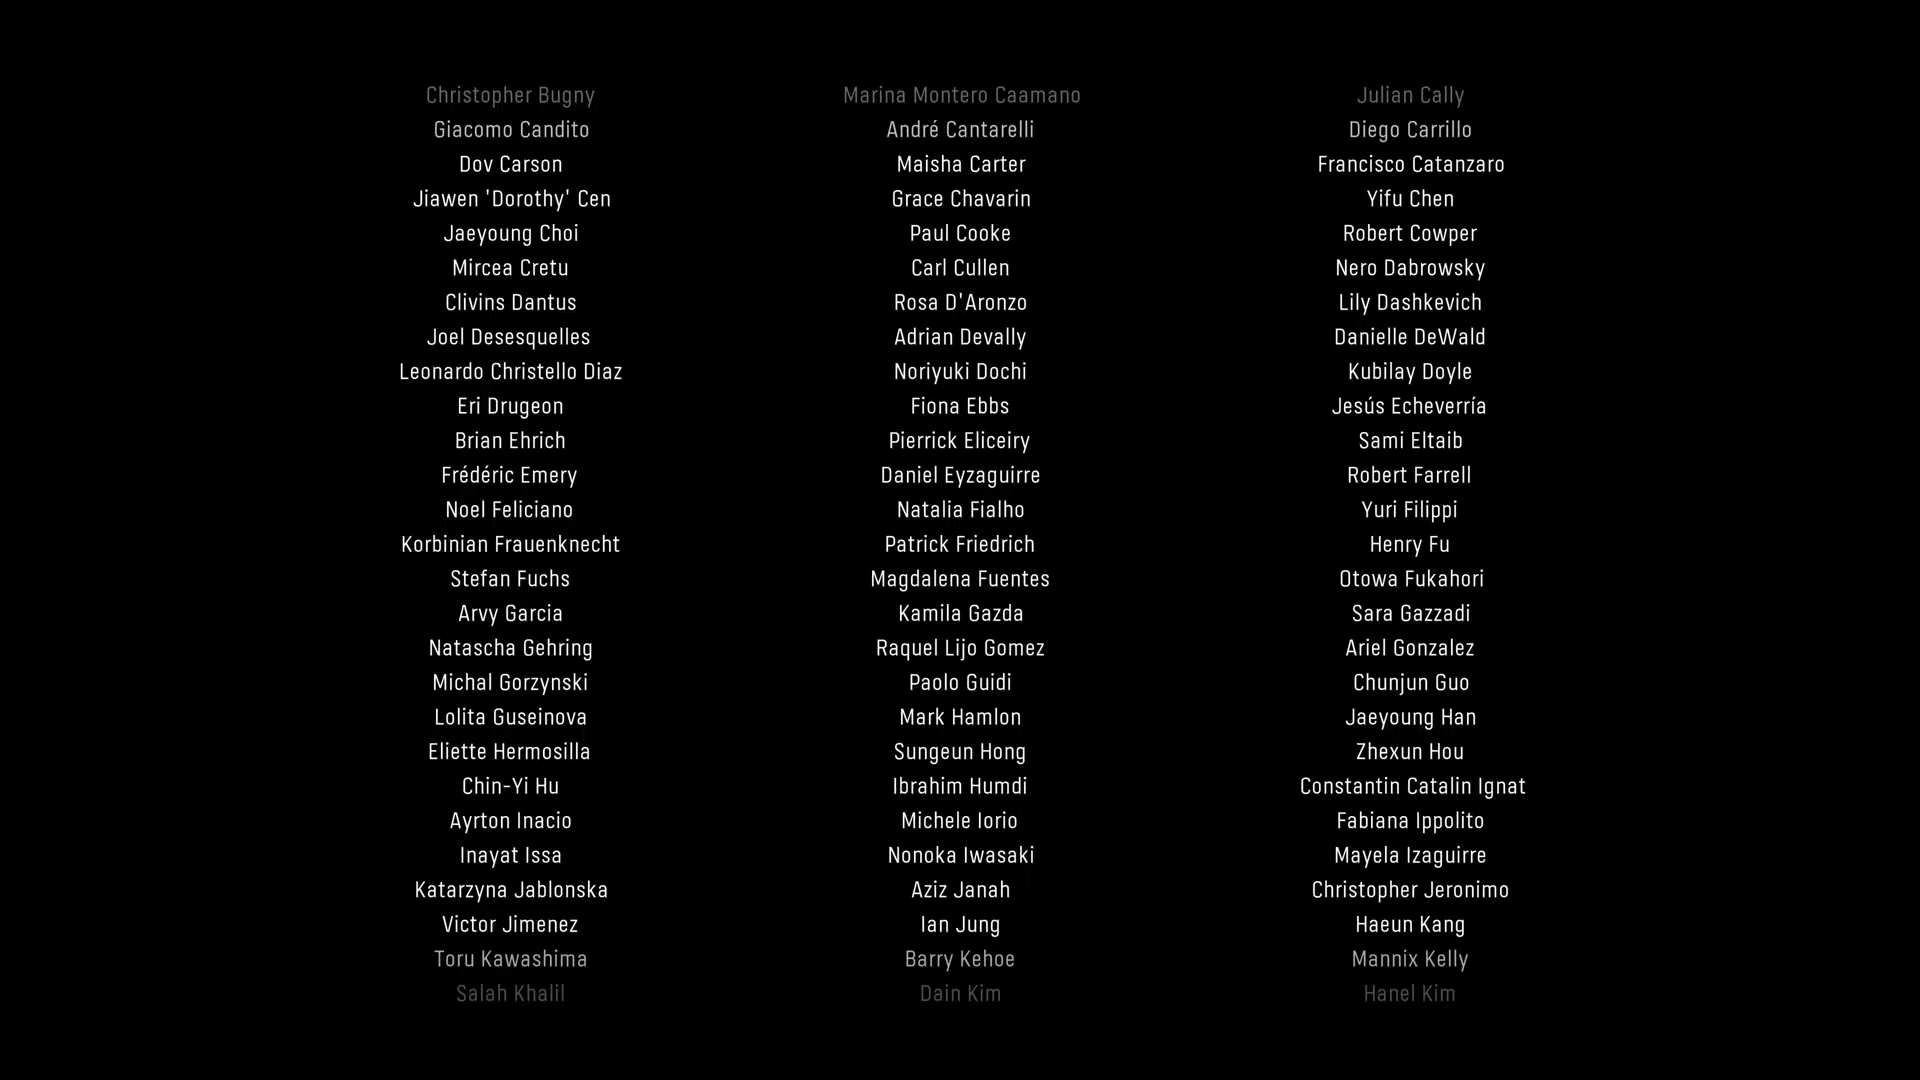 Christopher Bugny Marina Montero Caamano Julian Cally
Giacomo Candito André Cantarelli Diego Carrillo
Dov Carson Maisha Carter Francisco Catanzaro
Jiawen 'Dorothy' Cen Grace Chavarin Yifu Chen
Jaeyoung Choi Paul Cooke Robert Cowper
Mircea Cretu Carl Cullen Nero Dabrowsky
Clivins Dantus Rosa D'Aronzo Lily Dashkevich
Joel Desesquelles Adrian Devally Danielle DeWald
Leonardo Christello Diaz Noriyuki Dochi Kubilay Doyle
Eri Drugeon Fiona Ebbs Jesús Echeverría
Brian Ehrich Pierrick Eliceiry Sami Eltaib
Frédéric Emery Daniel Eyzaguirre Robert Farrell
Noel Feliciano Natalia Fialho Yuri Filippi
Korbinian Frauenknecht Patrick Friedrich Henry Fu
Stefan Fuchs Magdalena Fuentes Otowa Fukahori
Arvy Garcia Kamila Gazda Sara Gazzadi
Natascha Gehring Raquel Lijo Gomez Ariel Gonzalez
Michal Gorzynski Paolo Guidi Chunjun Guo
Lolita Guseinova Mark Hamlon Jaeyoung Han
Eliette Hermosilla Sungeun Hong Zhexun Hou
Chin-Yi Hu Ibrahim Humdi Constantin Catalin Ignat
Ayrton Inacio Michele Iorio Fabiana Ippolito
Inayat Issa Nonoka Iwasaki Mayela Izaguirre
Katarzyna Jablonska Aziz Janah Christopher Jeronimo
Victor Jimenez Ian Jung Haeun Kang
Toru Kawashima Barry Kehoe Mannix Kelly
Salah Khalil Dain Kim Hanel Kim